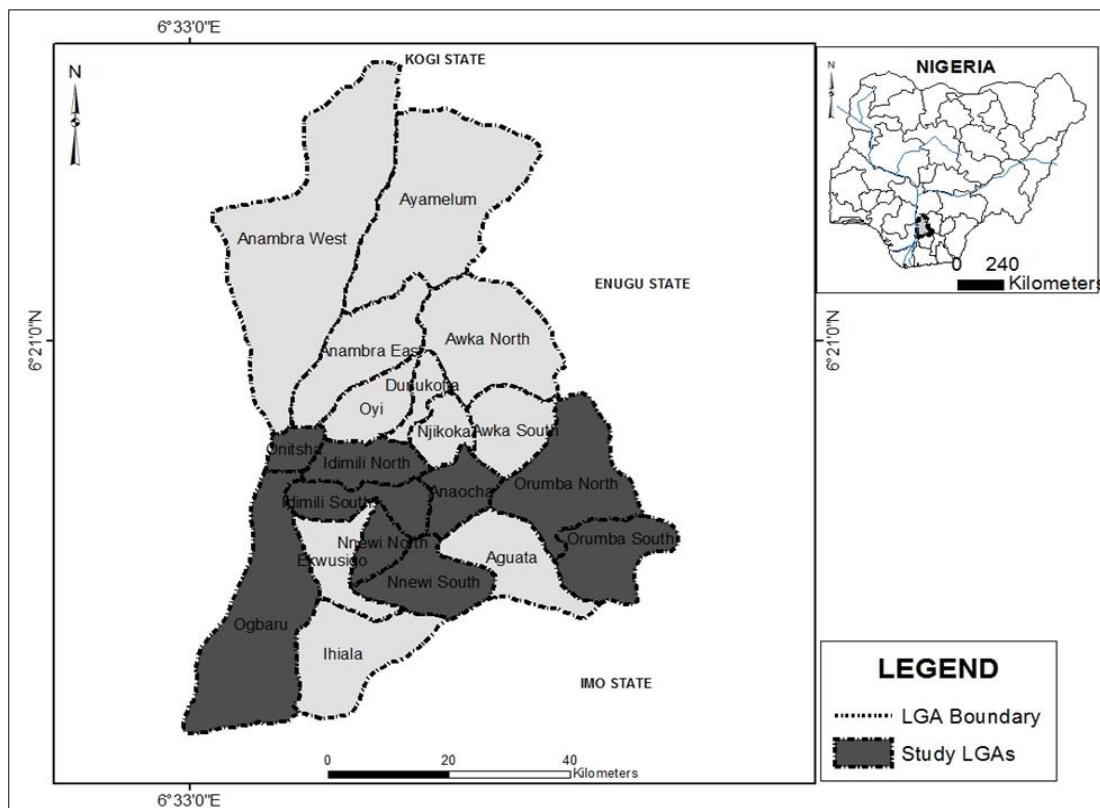 6°33'0"E
KOGI STATE
N
Ayamelum
Anambra West
ENUGU STATE
6°21'0"N
6°21'0"N
Awka North
Anambra East
Dunukofia
Oyi
Njikoka
Awka South
Onitsha
Idimili North
Anaocha
Orumba North
Idimili South
Nnewi North
Orumba South
Ekwusigo
Aguata
Nnewi South
Ogbaru
Ihiala
IMO STATE
0 20 40
Kilometers
6°33'0"E
N
NIGERIA
0 240
Kilometers
LEGEND
LGA Boundary
Study LGAs